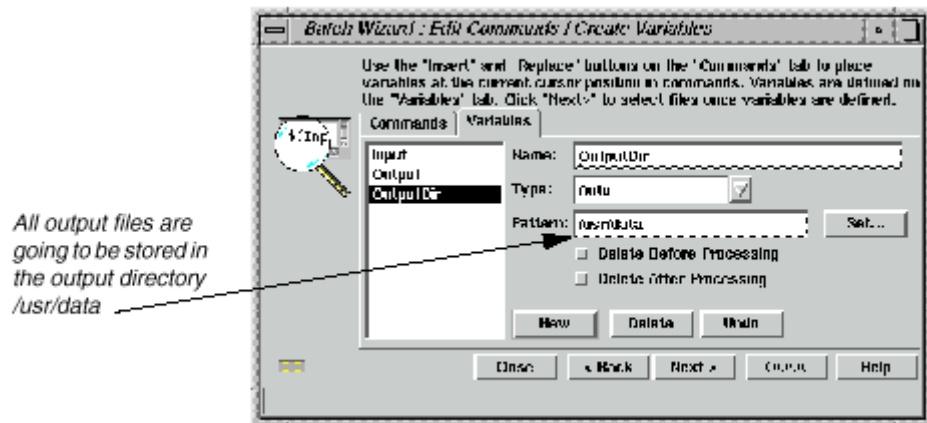 Batch Wizard : Edit Commands / Create Variables
Use the "Insert" and "Replace" buttons on the "Commands" tab to place
variables at the current cursor position in commands. Variables are defined on
the "Variables" tab. Click "Next>" to select files once variables are defined.
Commands Variables
Input
Output
OutputDir
Name: OutputDir
Type:
Pattern: /usr/data Set...
Delete Before Processing
Delete After Processing
New Delete Undo
Close < Back Next > Help
All output files are
going to be stored in
the output directory
/usr/data